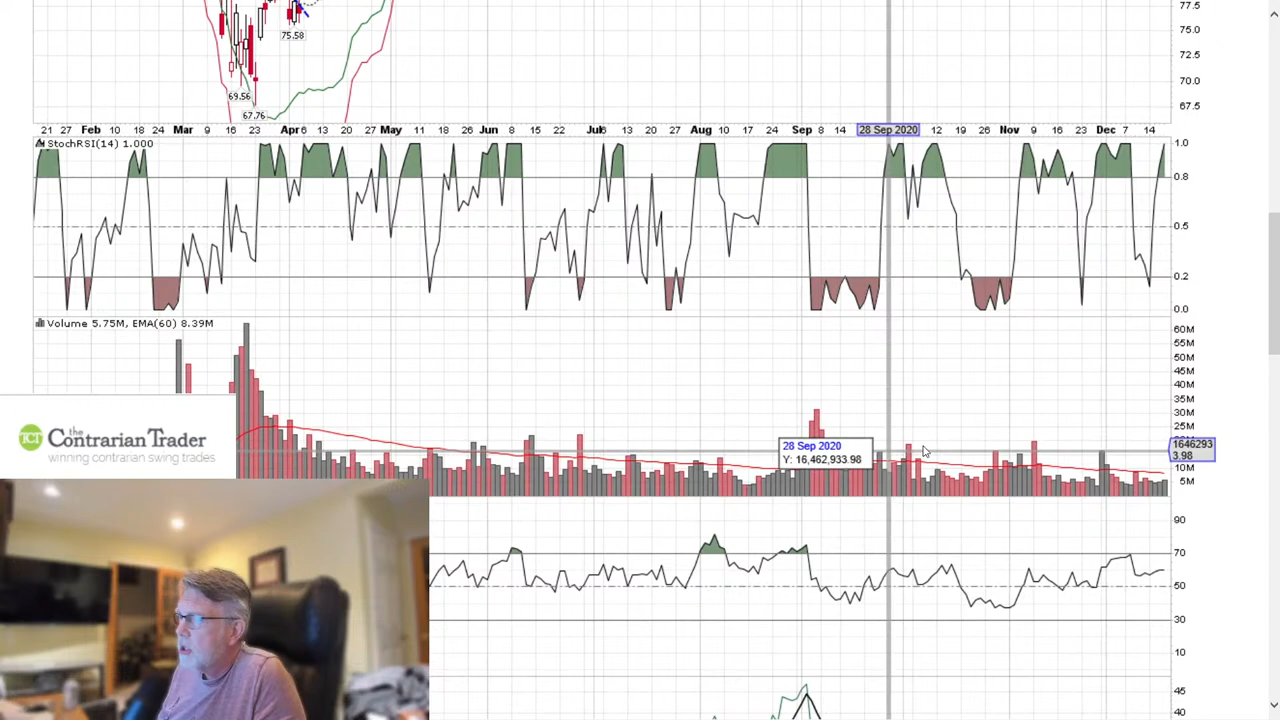 77.5
75.0
75.58
72.5
70.0
69.56
67.76
67.5
21 27 Feb 10 18 24 Mar 9 16 23 Apr 6 13 20 27 May 11 18 26 Jun 8 15 22 Jul 6 13 20 27 Aug 10 17 24 Sep 8 14 28 Sep 2020 12 19 26 Nov 9 16 23 Dec 7 14
StochRSI(14) 1.000
1.0
0.8
0.5
0.2
0.0
Volume 5.75M, EMA(60) 8.39M
60M
55M
50M
45M
40M
35M
30M
25M
1646293
3.98
10M
5M
28 Sep 2020
Y: 16,462,933.98
TCT the Contrarian Trader
winning contrarian swing trades
90
70
50
30
10
45
40